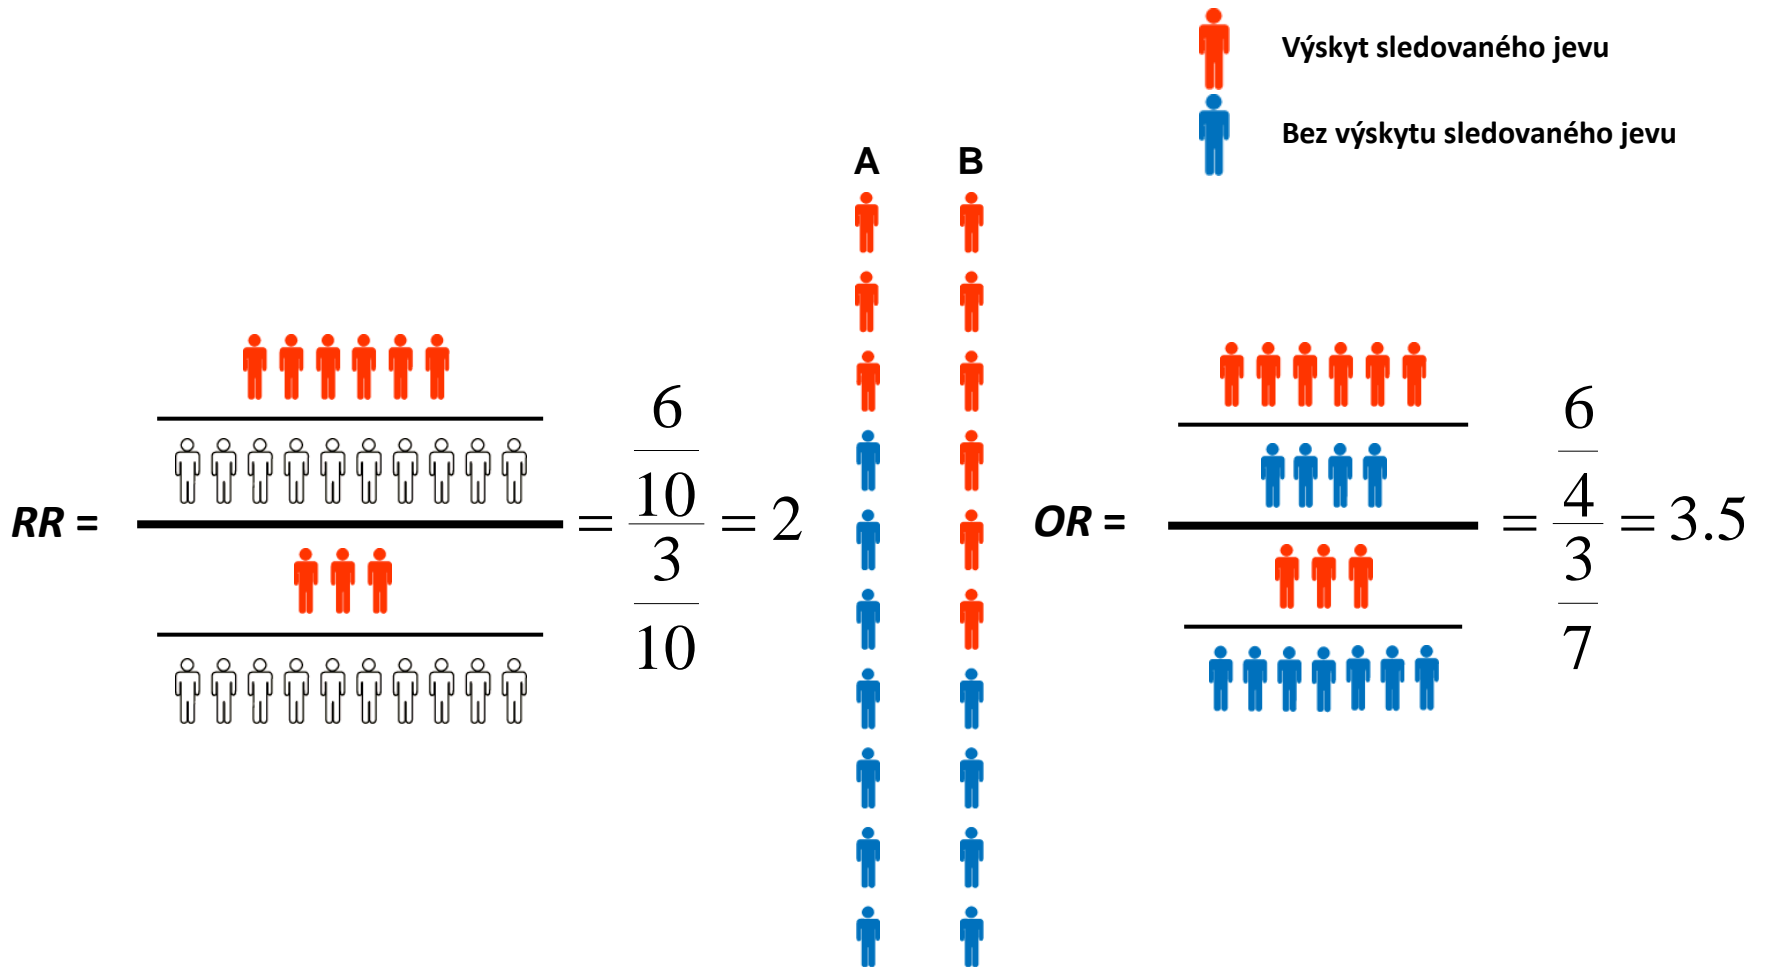 Výskyt sledovaného jevu
Bez výskytu sledovaného jevu
A B
RR = = 6/10 / 3/10 = 2
OR = = 6/4 / 3/7 = 3.5